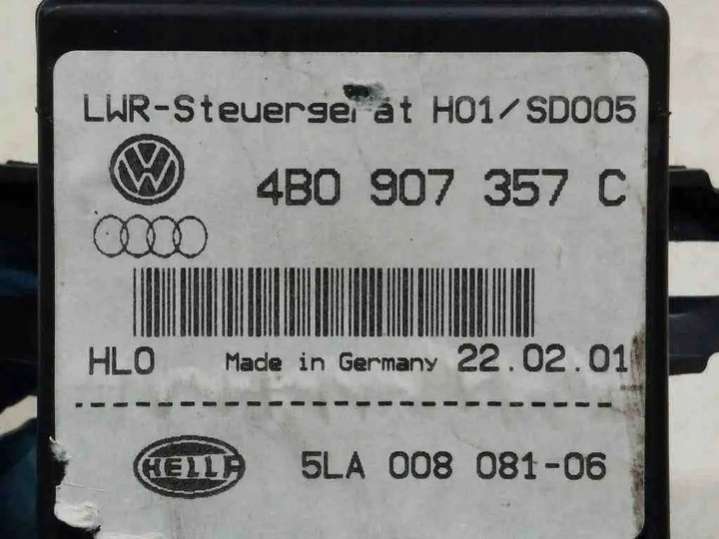 LWR-Steuergerät H01/SD005
4B0 907 357 C
HLO Made in Germany 22.02.01
HELLA 5LA 008 081-06